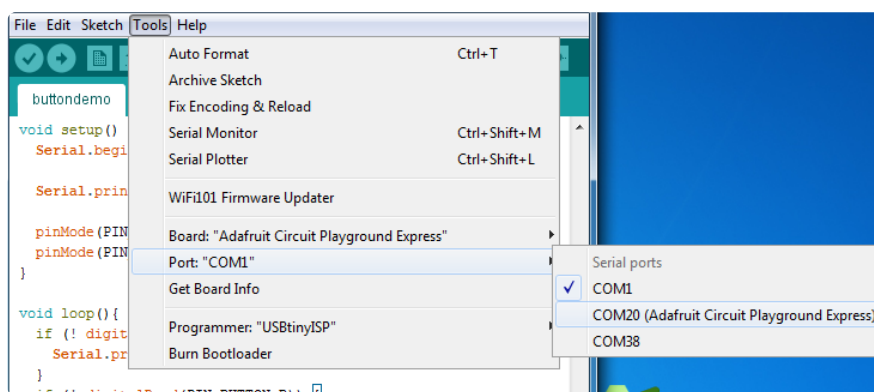 File Edit Sketch Tools Help
Auto Format Ctrl+T
Archive Sketch
buttondemo
Fix Encoding & Reload
void setup()
Serial Monitor Ctrl+Shift+M
Serial.begi
Serial Plotter Ctrl+Shift+L
Serial.prin
WiFi101 Firmware Updater
pinMode(PIN
Board: "Adafruit Circuit Playground Express"
pinMode(PIN
Port: "COM1"
Serial ports
}
Get Board Info
COM1
void loop(){
COM20 (Adafruit Circuit Playground Express)
if (! digit
Programmer: "USBtinyISP"
COM38
Serial.pr
Burn Bootloader
}